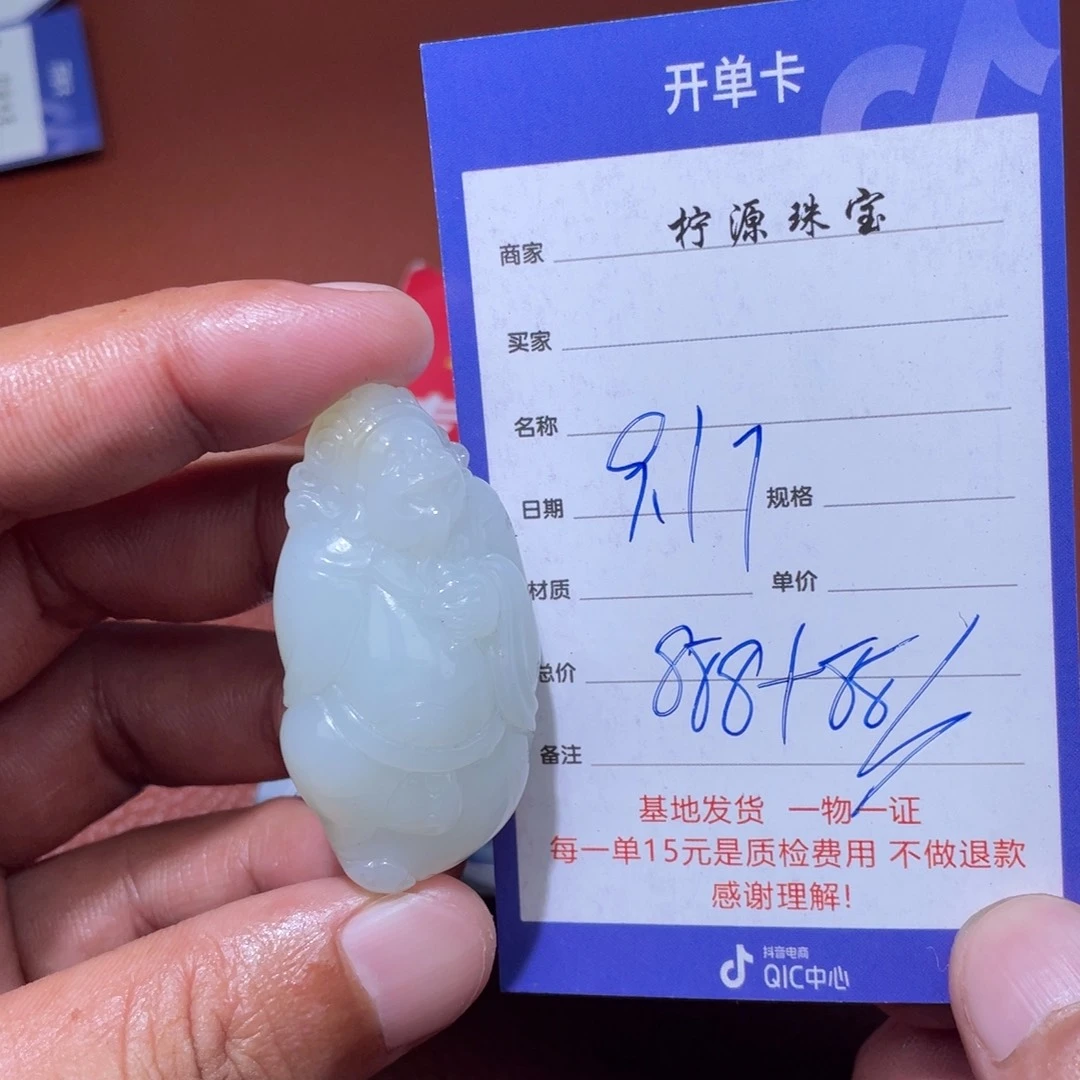 开单卡
商家 柠源珠宝
买家
名称
日期 9.17 规格
材质 单价
总价 888+88
备注
基地发货 一物一证
每一单15元是质检费用 不做退款
感谢理解!
抖音电商
QIC中心